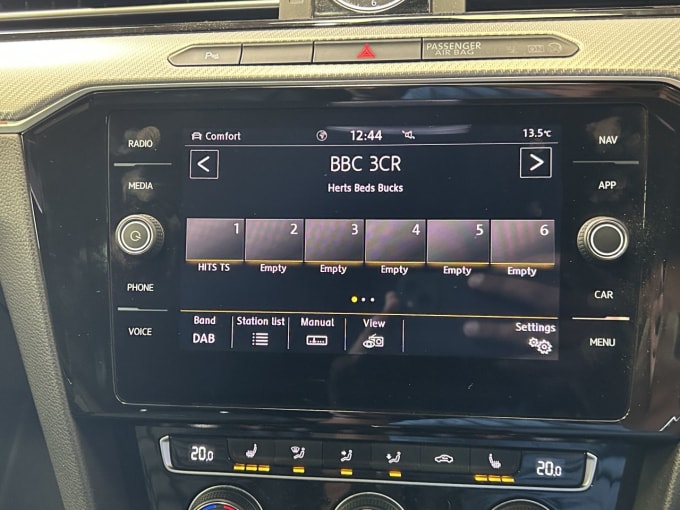 6
P
PASSENGER
AIR BAG
RADIO
MEDIA
PHONE
VOICE
Comfort
12:44
13.5°C
<
BBC 3CR
>
Herts Beds Bucks
1 2 3 4 5 6
HITS TS Empty Empty Empty Empty Empty
Band Station list Manual View Settings
DAB
NAV
APP
CAR
MENU
20.0
20.0